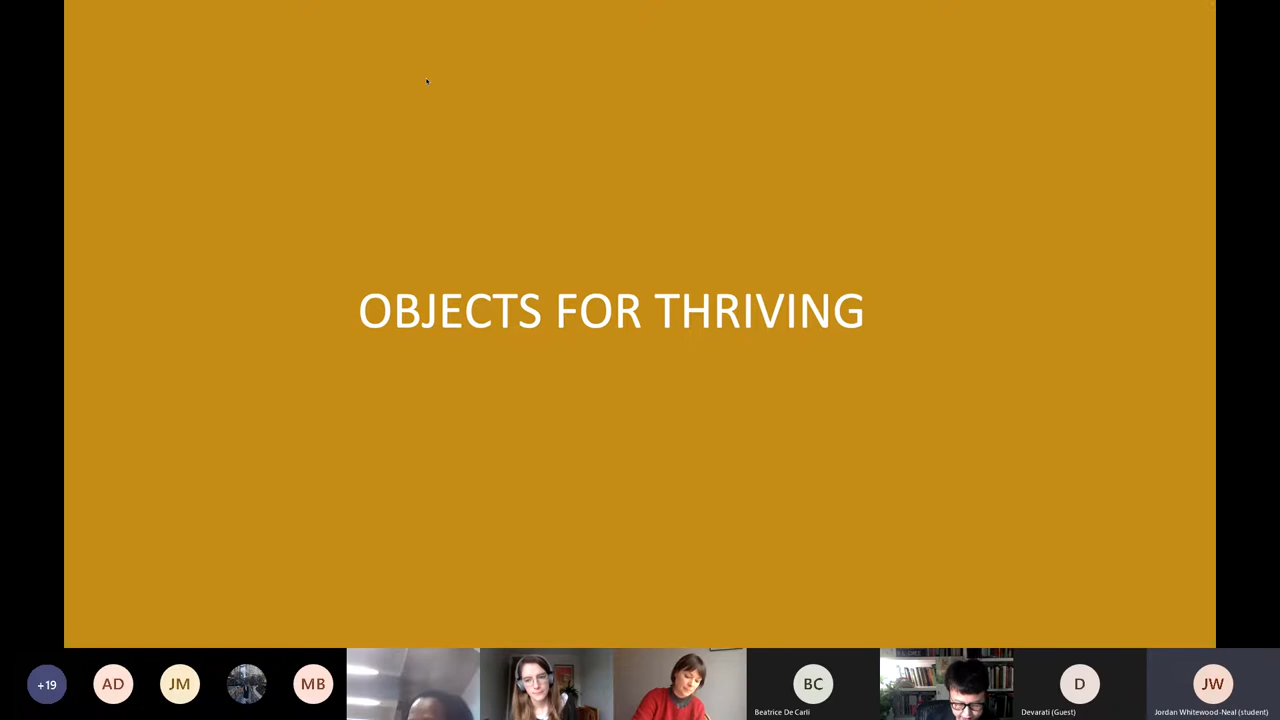 OBJECTS FOR THRIVING
+19
AD
JM
MB
BC
D
JW
Beatrice De Carli
Devarati (Guest)
Jordan Whitewood-Neal (student)